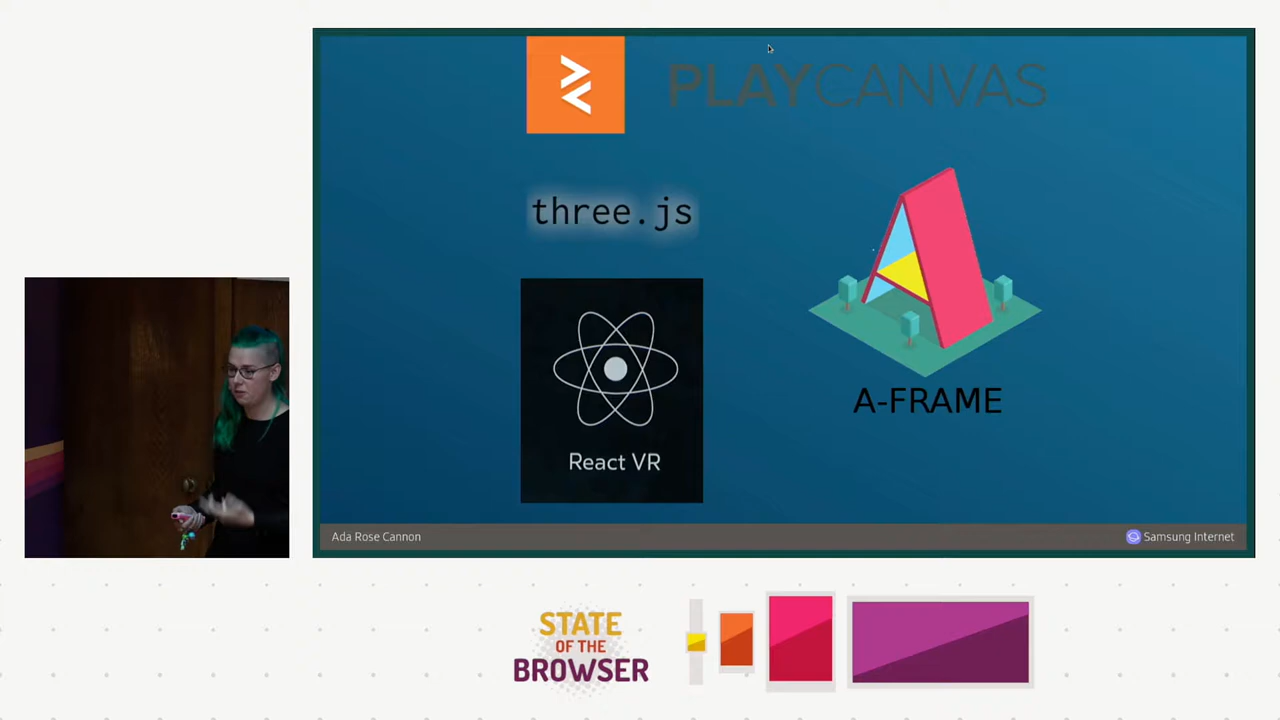 PLAYCANVAS
three.js
React VR
A-FRAME
Ada Rose Cannon
Samsung Internet
STATE
OF THE
BROWSER